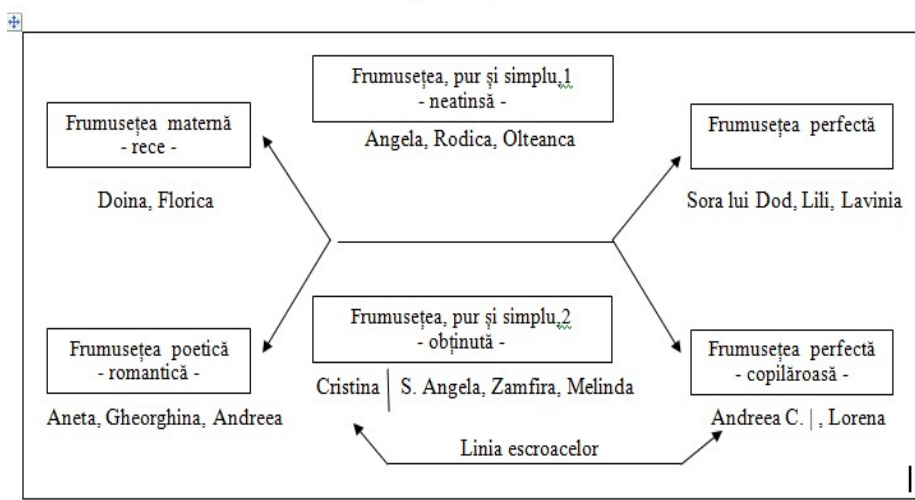 Frumusețea, pur și simplu,1
- neatinsă -
Angela, Rodica, Olteanca
Frumusețea maternă
- rece -
Doina, Florica
Frumusețea perfectă
Sora lui Dod, Lili, Lavinia
Frumusețea poetică
- romantică -
Aneta, Gheorghina, Andreea
Frumusețea, pur și simplu,2
- obținută -
Cristina | S. Angela, Zamfira, Melinda
Frumusețea perfectă
- copilăroasă -
Andreea C. | , Lorena
Linia escroacelor